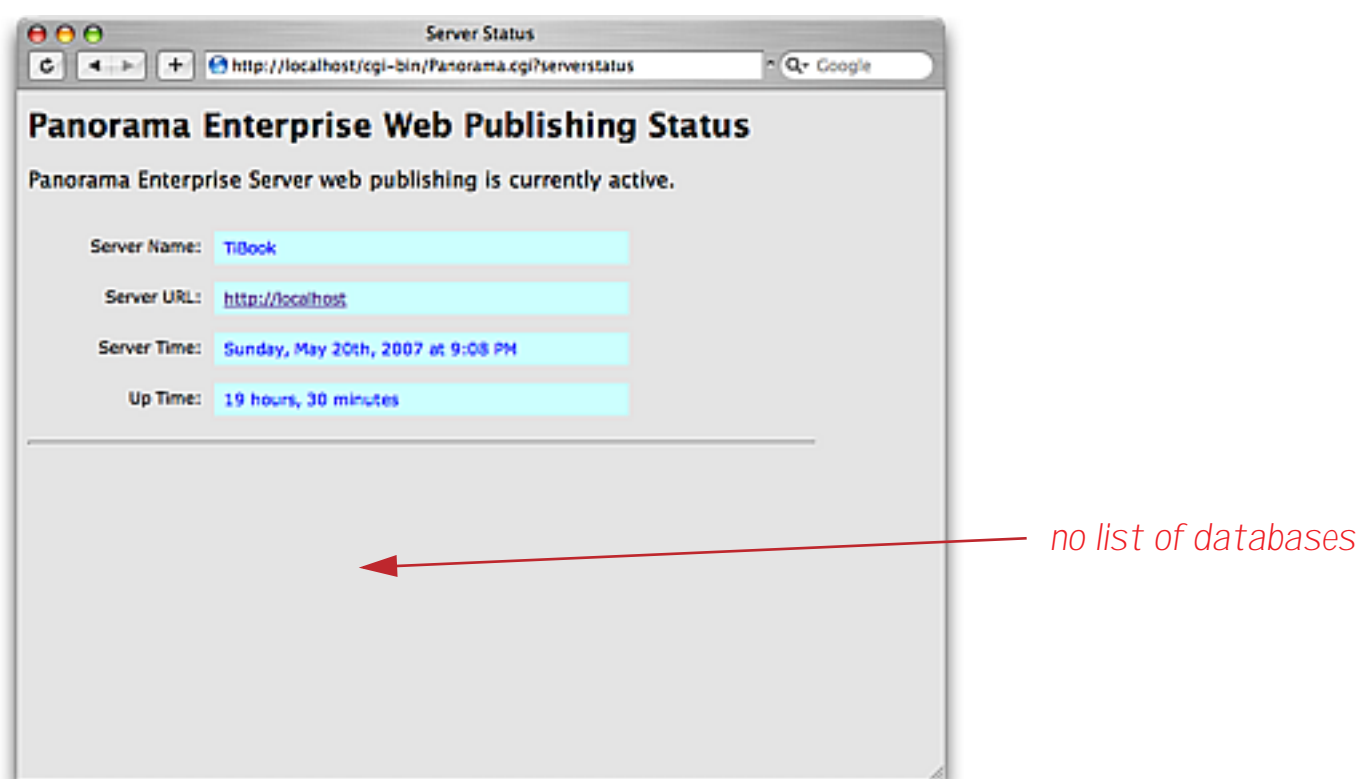 Server Status
http://localhost/cgi-bin/Panorama.cgi?serverstatus
Google
Panorama Enterprise Web Publishing Status
Panorama Enterprise Server web publishing is currently active.
Server Name: TiBook
Server URL: http://localhost
Server Time: Sunday, May 20th, 2007 at 9:08 PM
Up Time: 19 hours, 30 minutes
no list of databases